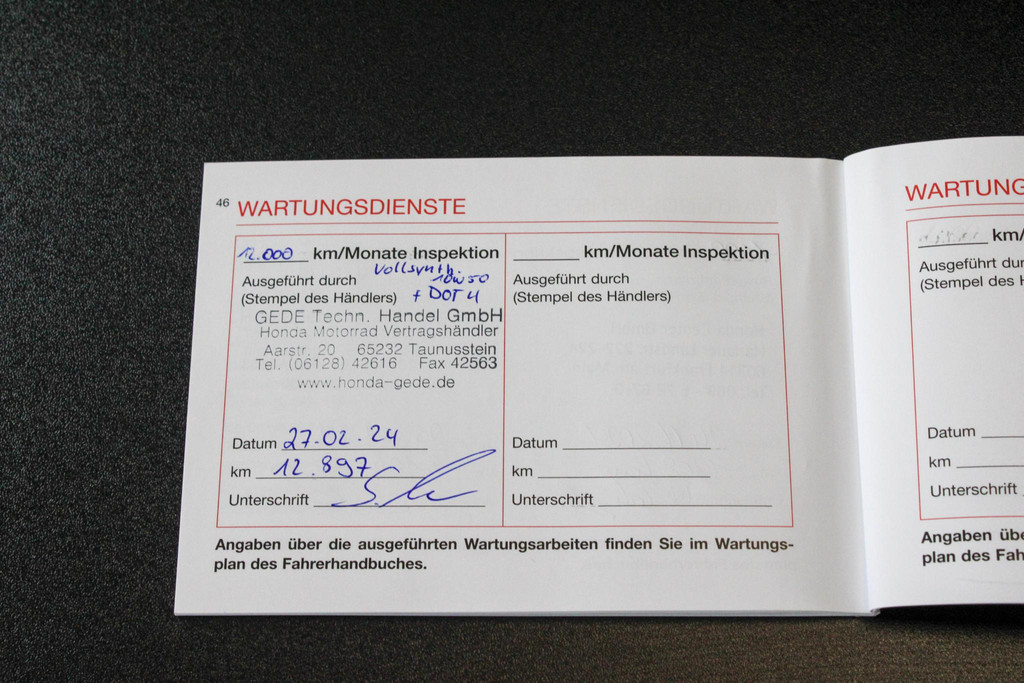 46 WARTUNGSDIENSTE
12.000 km/Monate Inspektion
Vollsynth. 10W50
Ausgeführt durch
(Stempel des Händlers) + DOT 4
GEDE Techn. Handel GmbH
Honda Motorrad Vertragshändler
Aarstr. 20 65232 Taunusstein
Tel. (06128) 42616 Fax 42563
www.honda-gede.de
Datum 27.02.24
km 12.897
Unterschrift
km/Monate Inspektion
Ausgeführt durch
(Stempel des Händlers)
Datum
km
Unterschrift
Angaben über die ausgeführten Wartungsarbeiten finden Sie im Wartungs-
plan des Fahrerhandbuches.
WARTUNG
km/
Ausgeführt dur
(Stempel des H
Datum
km
Unterschrift
Angaben übe
plan des Fah